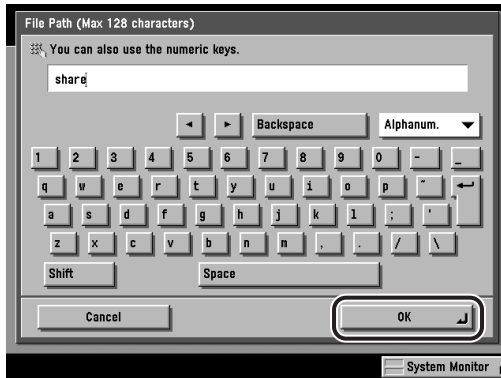 File Path (Max 128 characters)
You can also use the numeric keys.
share
◄ ► Backspace Alphanum. ▼
1 2 3 4 5 6 7 8 9 0 - _
q w e r t y u i o p ~
a s d f g h j k l ; '
z x c v b n m , . / \
Shift Space
Cancel OK
System Monitor